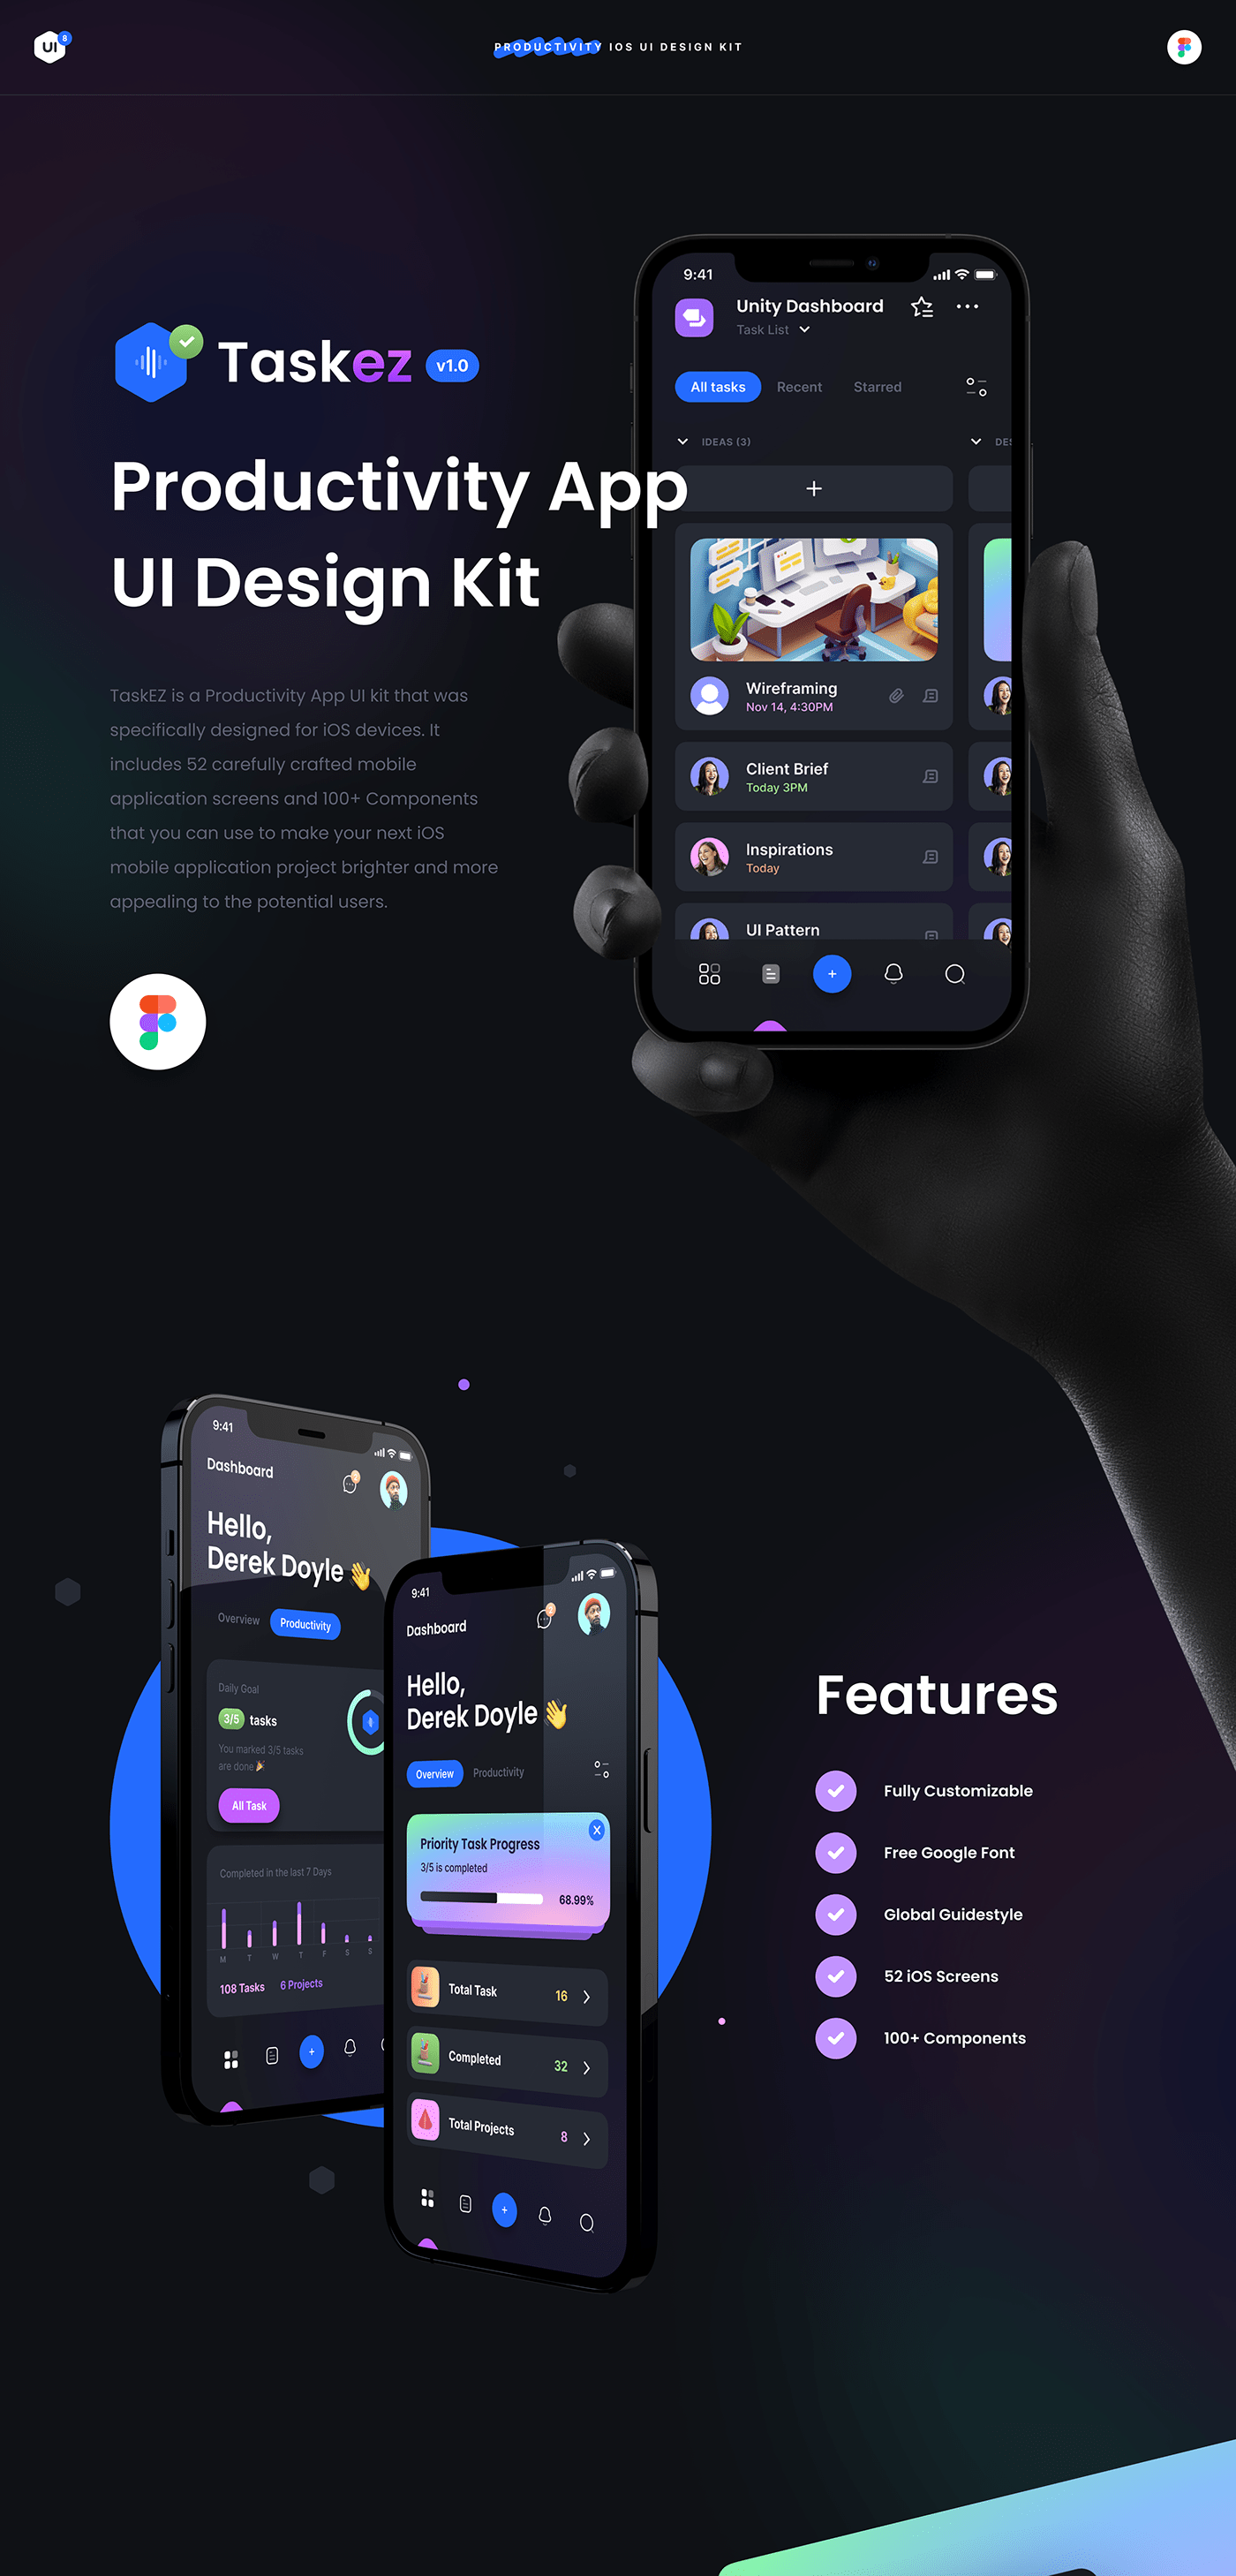 UI 8
PRODUCTIVITY IOS UI DESIGN KIT
Taskez v1.0
Productivity App
UI Design Kit
TaskEZ is a Productivity App UI kit that was
specifically designed for iOS devices. It
includes 52 carefully crafted mobile
application screens and 100+ Components
that you can use to make your next iOS
mobile application project brighter and more
appealing to the potential users.
9:41
Unity Dashboard
Task List
All tasks Recent Starred
IDEAS (3) DES
Wireframing
Nov 14, 4:30PM
Client Brief
Today 3PM
Inspirations
Today
UI Pattern
9:41
Dashboard
Hello,
Derek Doyle 👋
Overview Productivity
Daily Goal
3/5 tasks
You marked 3/5 tasks
are done 🎉
All Task
Completed in the last 7 Days
M T W T F S S
108 Tasks 6 Projects
9:41
Dashboard
Hello,
Derek Doyle 👋
Overview Productivity
Priority Task Progress
3/5 is completed
68.99%
Total Task 16
Completed 32
Total Projects 8
Features
Fully Customizable
Free Google Font
Global Guidestyle
52 iOS Screens
100+ Components